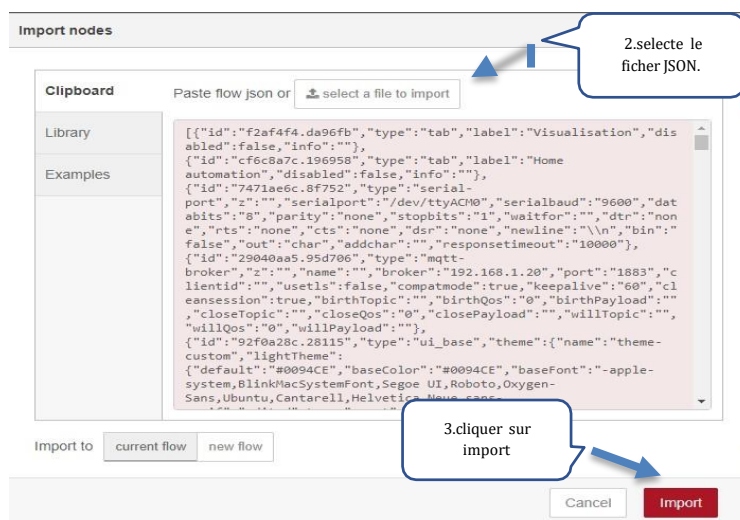 Import nodes
2.selecte le
ficher JSON.
Clipboard
Paste flow json or select a file to import
Library
Examples
[{"id":"f2af4f4.da96fb","type":"tab","label":"Visualisation","dis
abled":false,"info":""},
{"id":"cf6c8a7c.196958","type":"tab","label":"Home
automation","disabled":false,"info":""},
{"id":"7471ae6c.8f752","type":"serial-
port","z":"","serialport":"/dev/ttyACM0","serialbaud":"9600","dat
abits":"8","parity":"none","stopbits":"1","waitfor":"","dtr":"non
e","rts":"none","cts":"none","dsr":"none","newline":"\\n","bin":"
false","out":"char","addchar":"","responsetimeout":"10000"},
{"id":"29040aa5.95d706","type":"mqtt-
broker","z":"","name":"","broker":"192.168.1.20","port":"1883","c
lientid":"","usetls":false,"compatmode":true,"keepalive":"60","cl
eansession":true,"birthTopic":"","birthQos":"0","birthPayload":""
,"closeTopic":"","closeQos":"0","closePayload":"","willTopic":"",
"willQos":"0","willPayload":""},
{"id":"92f0a28c.28115","type":"ui_base","theme":{"name":"theme-
custom","lightTheme":
{"default":"#0094CE","baseColor":"#0094CE","baseFont":"-apple-
system,BlinkMacSystemFont,Segoe UI,Roboto,Oxygen-
Sans,Ubuntu,Cantarell,Helvetica Neue,sans-
3.cliquer sur
import
Import to current flow new flow
Cancel Import